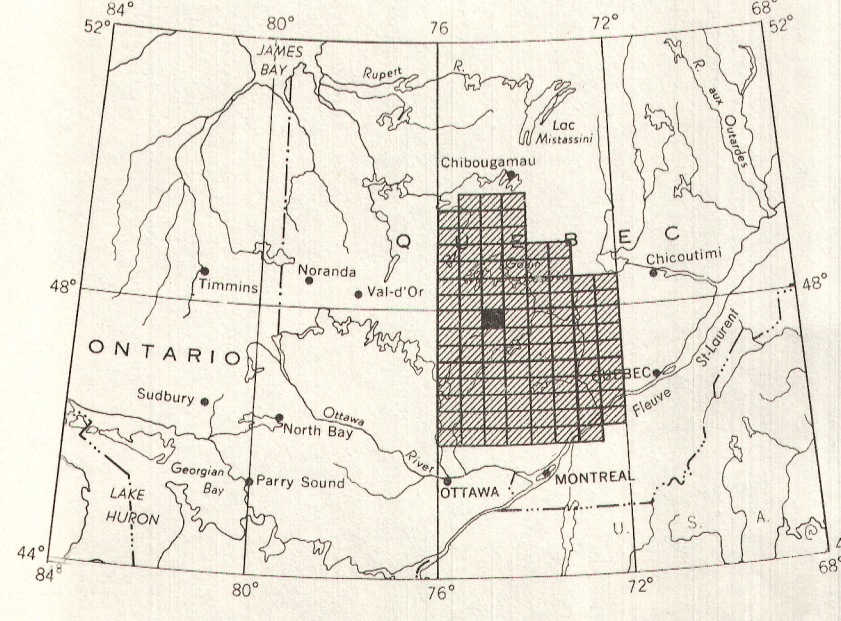 84°
80°
76
72°
68°
52°
52°
JAMES
BAY
Rupert R.
R. aux Outardes
Lac
Mistassini
Chibougamau
Q U E B E C
Chicoutimi
Noranda
Timmins
Val-d'Or
48°
48°
ONTARIO
St-Laurent
QUEBEC
Sudbury
Fleuve
Ottawa
North Bay
River
Georgian
Bay
Parry Sound
OTTAWA
MONTREAL
LAKE
HURON
U. S. A.
44°
84°
80°
76°
72°
68°